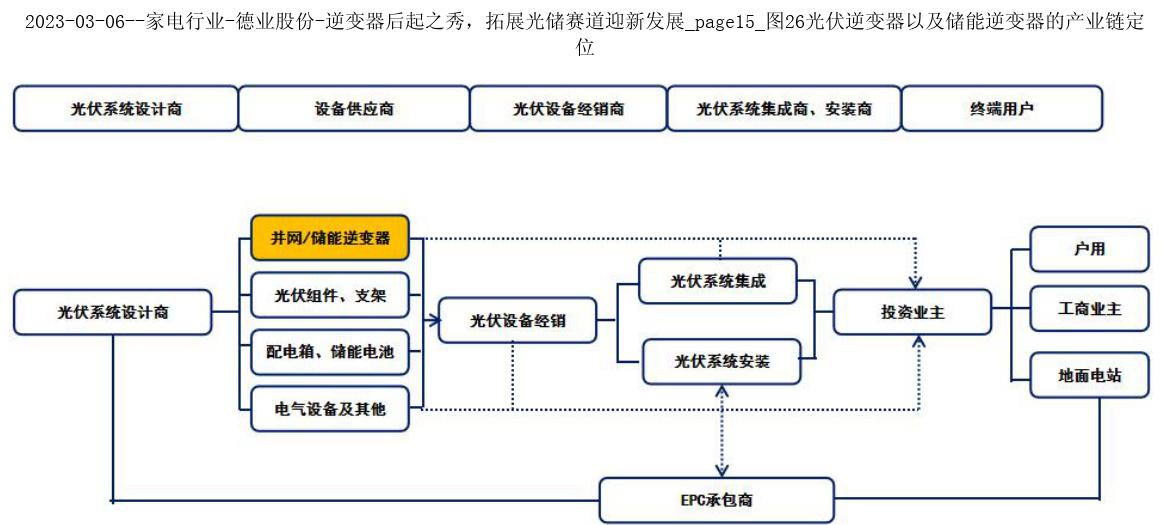 2023-03-06--家电行业-德业股份-逆变器后起之秀，拓展光储赛道迎新发展_page15_图26光伏逆变器以及储能逆变器的产业链定
位
光伏系统设计商
设备供应商
光伏设备经销商
光伏系统集成商、安装商
终端用户
并网/储能逆变器
光伏组件、支架
配电箱、储能电池
电气设备及其他
光伏系统设计商
光伏设备经销
光伏系统集成
光伏系统安装
投资业主
户用
工商业主
地面电站
EPC承包商